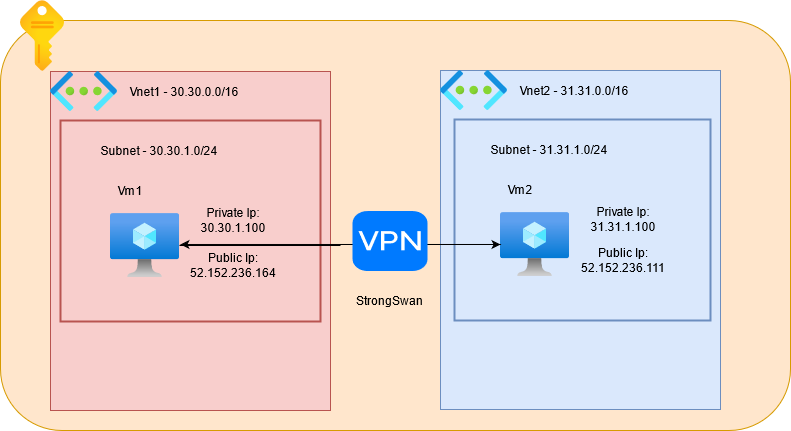 Vnet1 - 30.30.0.0/16
Subnet - 30.30.1.0/24
Vm1
Private Ip:
30.30.1.100
Public Ip:
52.152.236.164
VPN
StrongSwan
Vnet2 - 31.31.0.0/16
Subnet - 31.31.1.0/24
Vm2
Private Ip:
31.31.1.100
Public Ip:
52.152.236.111